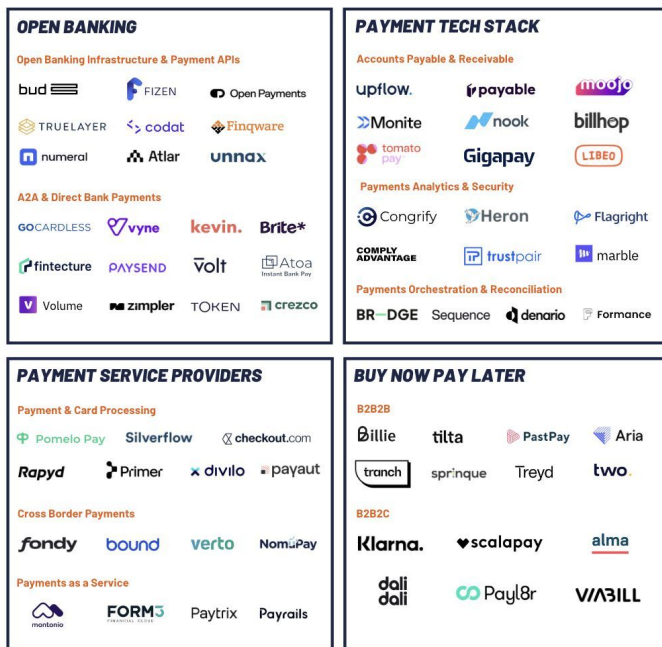 OPEN BANKING
Open Banking Infrastructure & Payment APIs
bud
FIZEN
Open Payments
TRUELAYER
codat
Finqware
numeral
Atlar
unnax
A2A & Direct Bank Payments
GOCARDLESS
vyne
kevin.
Brite*
fintecture
PAYSEND
volt
Atoa
Instant Bank Pay
Volume
zimpler
TOKEN
crezco
PAYMENT TECH STACK
Accounts Payable & Receivable
upflow.
payable
moojo
Monite
nook
billhop
tomato
pay
Gigapay
LIBEO
Payments Analytics & Security
Congrify
Heron
Flagright
COMPLY
ADVANTAGE
trustpair
marble
Payments Orchestration & Reconciliation
BR—DGE
Sequence
denario
Formance
PAYMENT SERVICE PROVIDERS
Payment & Card Processing
Pomelo Pay
Silverflow
checkout.com
Rapyd
Primer
divilo
payaut
Cross Border Payments
fondy
bound
verto
NomuPay
Payments as a Service
montonio
FORM3
FINANCIAL CLOUD
Paytrix
Payrails
BUY NOW PAY LATER
B2B2B
Billie
tilta
PastPay
Aria
tranch
sprinque
Treyd
two.
B2B2C
Klarna.
scalapay
alma
dali
dali
Payl8r
VIABILL